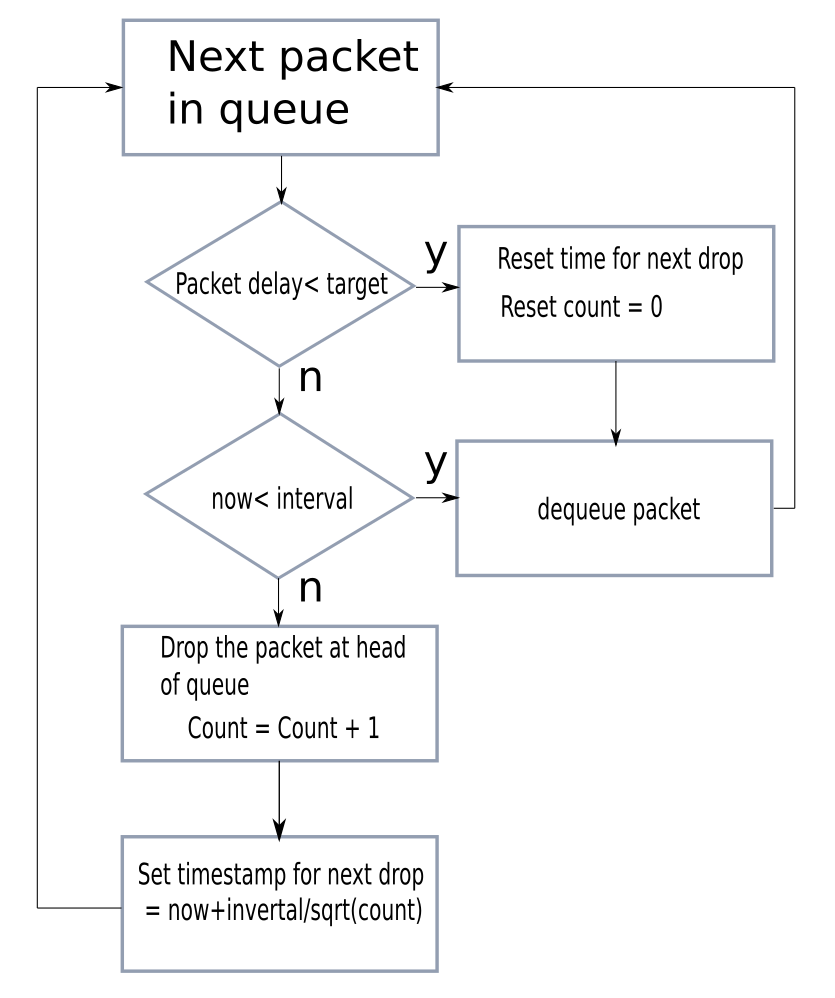 Next packet
in queue
Packet delay< target
y
Reset time for next drop
Reset count = 0
n
now< interval
y
dequeue packet
n
Drop the packet at head
of queue
Count = Count + 1
Set timestamp for next drop
= now+invertal/sqrt(count)